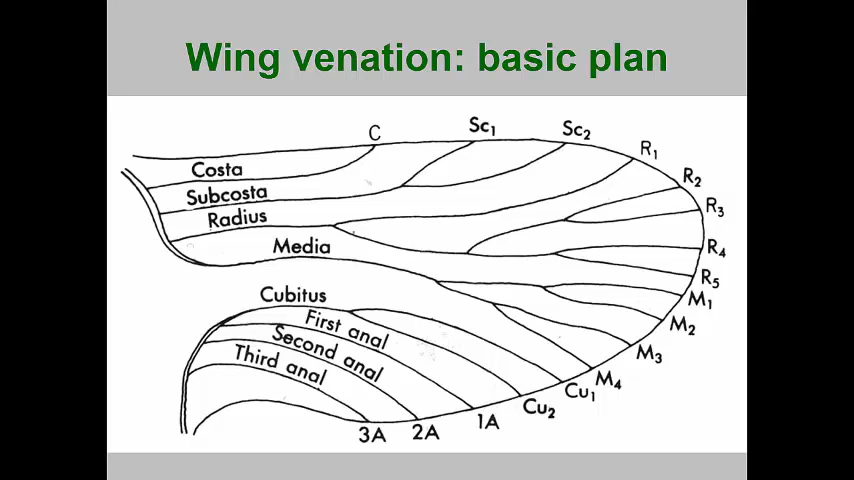 Wing venation: basic plan
C
Sc1
Sc2
R1
R2
R3
R4
R5
M1
M2
M3
M4
Cu1
Cu2
1A
2A
3A
Costa
Subcosta
Radius
Media
Cubitus
First anal
Second anal
Third anal